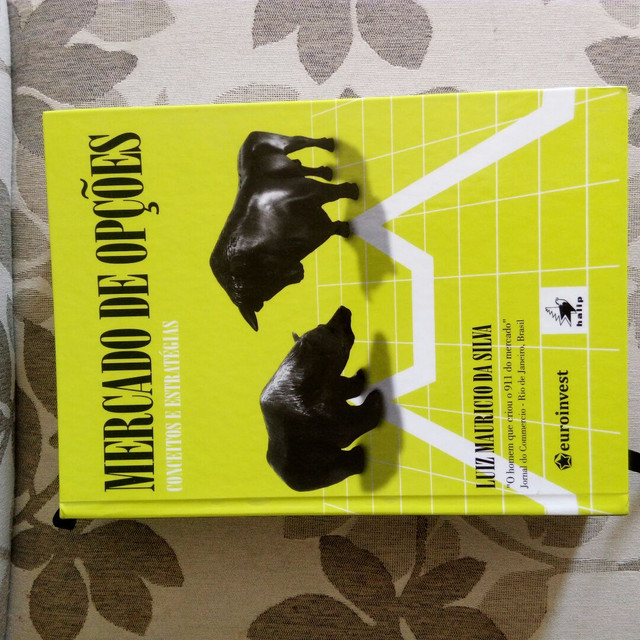 MERCADO DE OPÇÕES
CONCEITOS E ESTRATÉGIAS
LUIZ MAURICIO DA SILVA
"O homem que criou o 911 do mercado"
Jornal do Commercio - Rio de Janeiro, Brasil
euroinvest
halip